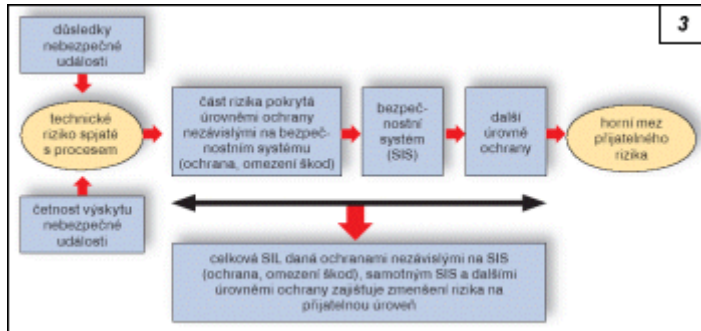 3
důsledky
nebezpečné
události
technické
riziko spjaté
s procesem
četnost výskytu
nebezpečné
události
část rizika pokrytá
úrovněmi ochrany
nezávislými na bezpeč-
nostním systému
(ochrana, omezení škod)
bezpeč-
nostní
systém
(SIS)
další
úrovně
ochrany
horní mez
přijatelného
rizika
celková SIL daná ochranami nezávislými na SIS
(ochrana, omezení škod), samotným SIS a dalšími
úrovněmi ochrany zajišťuje zmenšení rizika na
přijatelnou úroveň